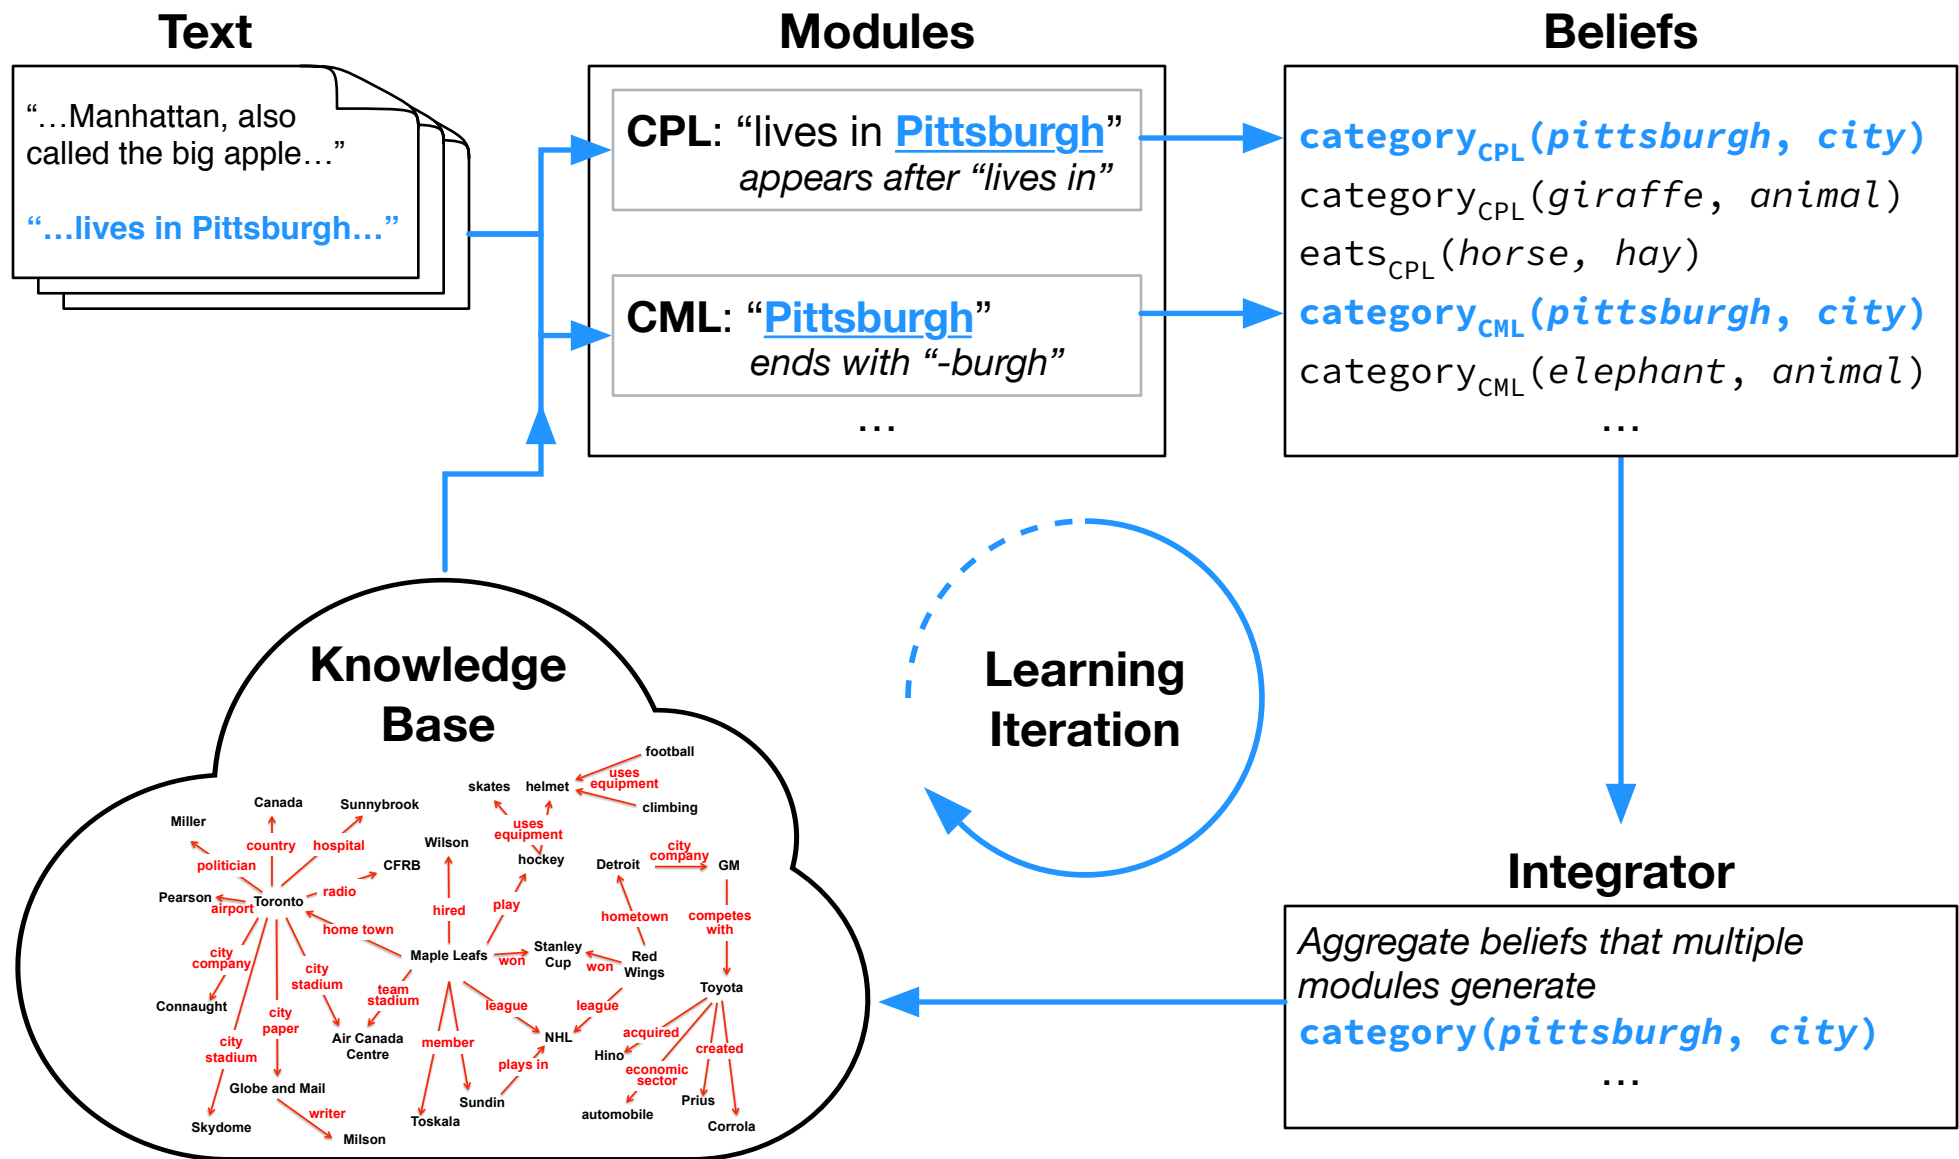 Text
Modules
Beliefs
“…Manhattan, also
called the big apple…”
“…lives in Pittsburgh…”
CPL: “lives in Pittsburgh”
appears after “lives in”
CML: “Pittsburgh”
ends with “-burgh”
…
categoryCPL(pittsburgh, city)
categoryCPL(giraffe, animal)
eatsCPL(horse, hay)
categoryCML(pittsburgh, city)
categoryCML(elephant, animal)
…
Learning
Iteration
Integrator
Aggregate beliefs that multiple
modules generate
category(pittsburgh, city)
…
Knowledge
Base
football
uses
equipment
skates
helmet
climbing
Canada
Sunnybrook
Miller
country
hospital
politician
Wilson
uses
equipment
hockey
city
company
Detroit
GM
CFRB
radio
Pearson
airport
Toronto
hired
play
hometown
competes
with
home town
Maple Leafs
won
Stanley
Cup
won
Red
Wings
city
company
city
stadium
team
stadium
league
league
Toyota
Connaught
city
paper
Air Canada
Centre
member
NHL
acquired
created
city
stadium
plays in
Hino
economic
sector
Globe and Mail
Sundin
Prius
automobile
writer
Skydome
Milson
Toskala
Corrola